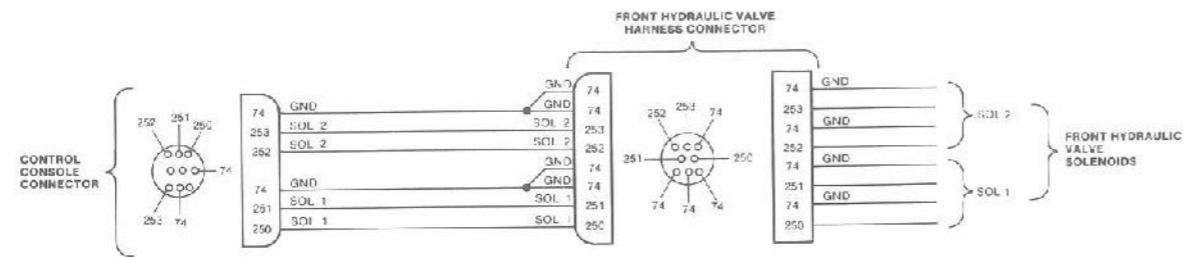 FRONT HYDRAULIC VALVE
HARNESS CONNECTOR
CONTROL
CONSOLE
CONNECTOR
252
251
250
74
253
74
74 GND GND 74
GND 74
253 SOL 2 SOL 2 253
252 SOL 2 SOL 2 252
GND 74
74 GND GND 74
251 SOL 1 SOL 1 251
250 SOL 1 SOL 1 250
253
252
74
251
250
74
74
74
74 GND
253
74 GND
252
74 GND
251
74 GND
250
SOL 2
SOL 1
FRONT HYDRAULIC
VALVE
SOLENOIDS